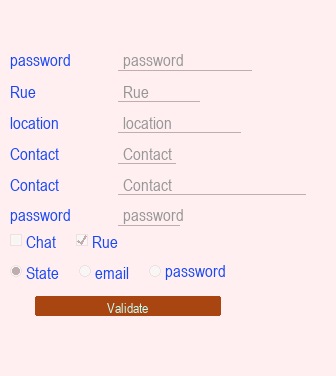 password password
Rue Rue
location location
Contact Contact
Contact Contact
password password
Chat Rue
State email password
Validate